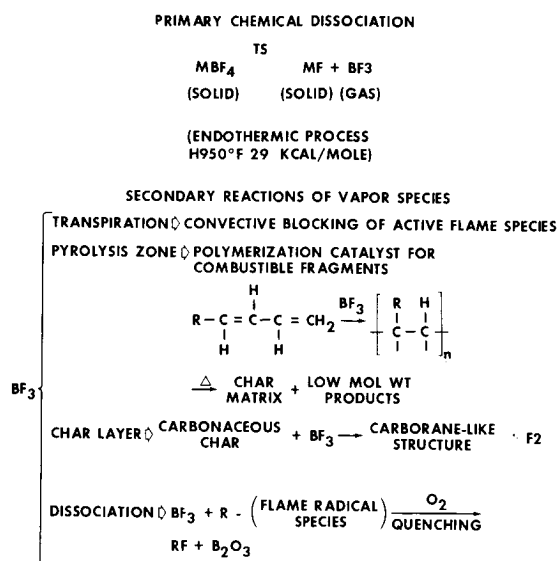 PRIMARY CHEMICAL DISSOCIATION
TS
MBF4 MF + BF3
(SOLID) (SOLID) (GAS)
(ENDOTHERMIC PROCESS
H950°F 29 KCAL/MOLE)
SECONDARY REACTIONS OF VAPOR SPECIES
TRANSPIRATION ▷ CONVECTIVE BLOCKING OF ACTIVE FLAME SPECIES
PYROLYSIS ZONE ▷ POLYMERIZATION CATALYST FOR
COMBUSTIBLE FRAGMENTS
H
R – C = C – C = CH2 BF3 → [ R H
H H C – C ]n
BF3
△ → CHAR MATRIX + LOW MOL WT PRODUCTS
CHAR LAYER ▷ CARBONACEOUS CHAR + BF3 → CARBORANE-LIKE STRUCTURE · F2
DISSOCIATION ▷ BF3 + R - (FLAME RADICAL SPECIES) O2 → QUENCHING
RF + B2O3